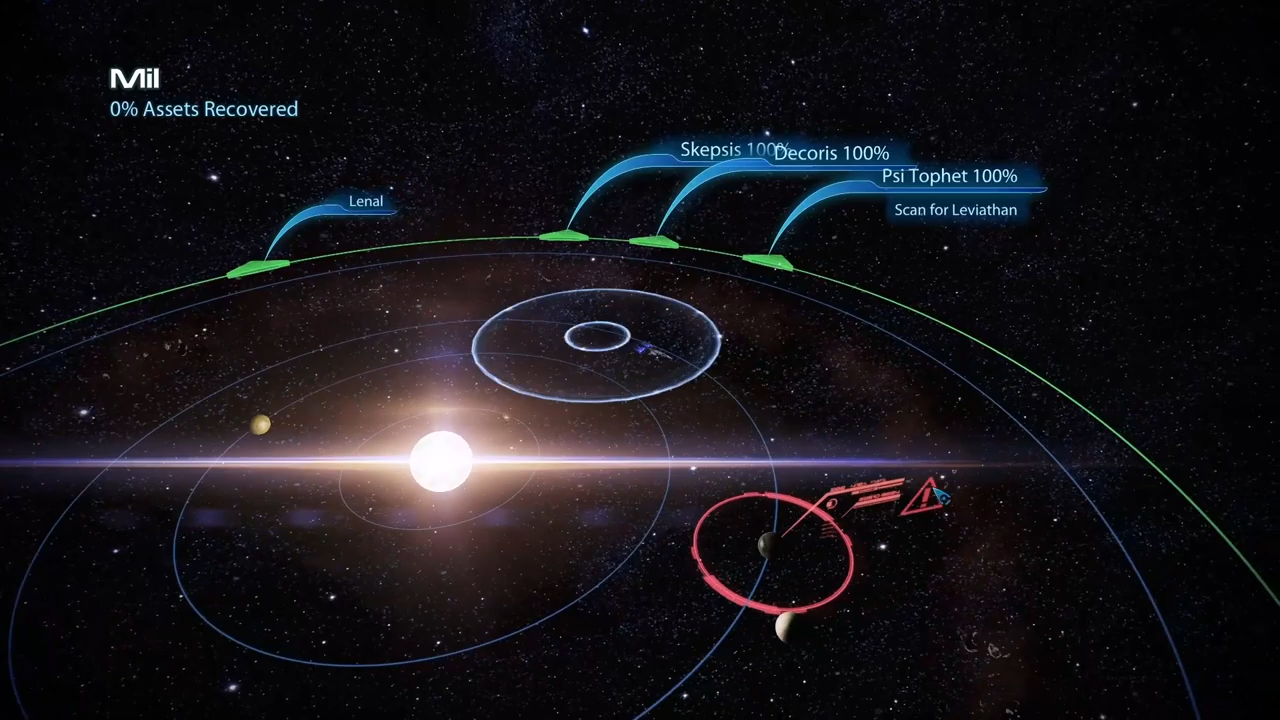 Mil
0% Assets Recovered
Skepsis 100%
Decoris 100%
Psi Tophet 100%
Scan for Leviathan
Lenal